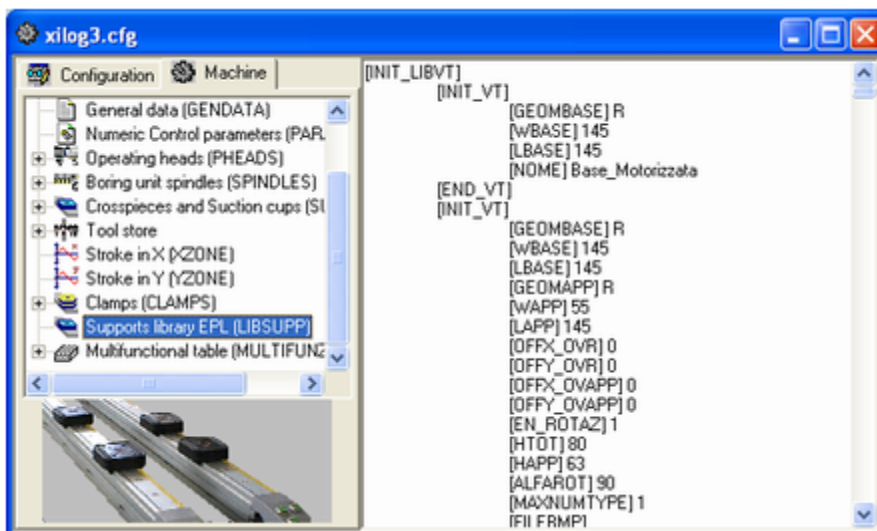 xilog3.cfg
Configuration
Machine
General data (GENDATA)
Numeric Control parameters (PAR
Operating heads (PHEADS)
Boring unit spindles (SPINDLES)
Crosspieces and Suction cups (SU
Tool store
Stroke in X (XZONE)
Stroke in Y (YZONE)
Clamps (CLAMPS)
Supports library EPL (LIBSUPP)
Multifunctional table (MULTIFUNZ
[INIT_LIBVT]
[INIT_VT]
[GEOMBASE] R
[WBASE] 145
[LBASE] 145
[NOME] Base_Motorizzata
[END_VT]
[INIT_VT]
[GEOMBASE] R
[WBASE] 145
[LBASE] 145
[GEOMAPP] R
[WAPP] 55
[LAPP] 145
[OFFX_OVR] 0
[OFFY_OVR] 0
[OFFX_OVAPP] 0
[OFFY_OVAPP] 0
[EN_ROTAZ] 1
[HTOT] 80
[HAPP] 63
[ALFAROT] 90
[MAXNUMTYPE] 1
[FILEBMP]